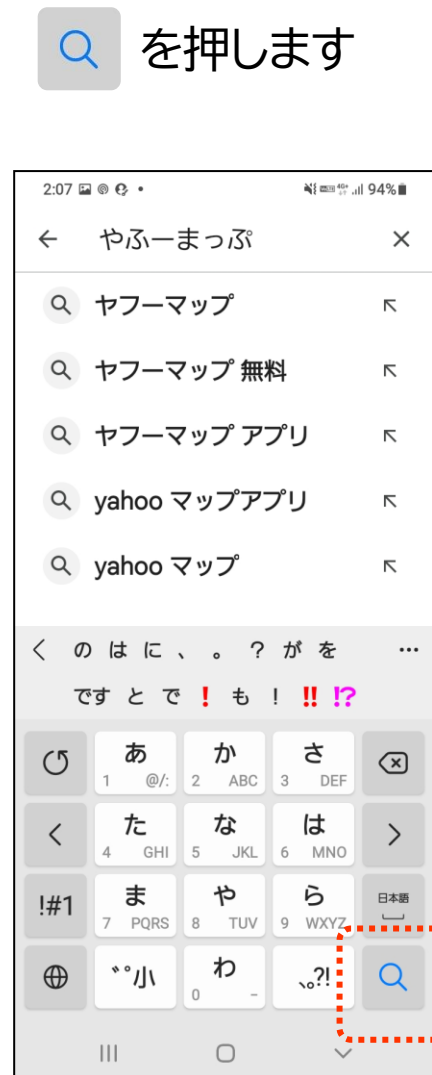 を押します
2:07 94%
やふーまっぷ
ヤフーマップ
ヤフーマップ 無料
ヤフーマップ アプリ
yahoo マップアプリ
yahoo マップ
の は に 、 。 ? が を
です と で ! も ! !! !?
あ か さ
1 @/: 2 ABC 3 DEF
た な は
4 GHI 5 JKL 6 MNO
!#1 ま や ら 日本語
7 PQRS 8 TUV 9 WXYZ
゛゜小 わ 、。?!
0 -